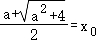 a+√a²+4 / 2 = x₀